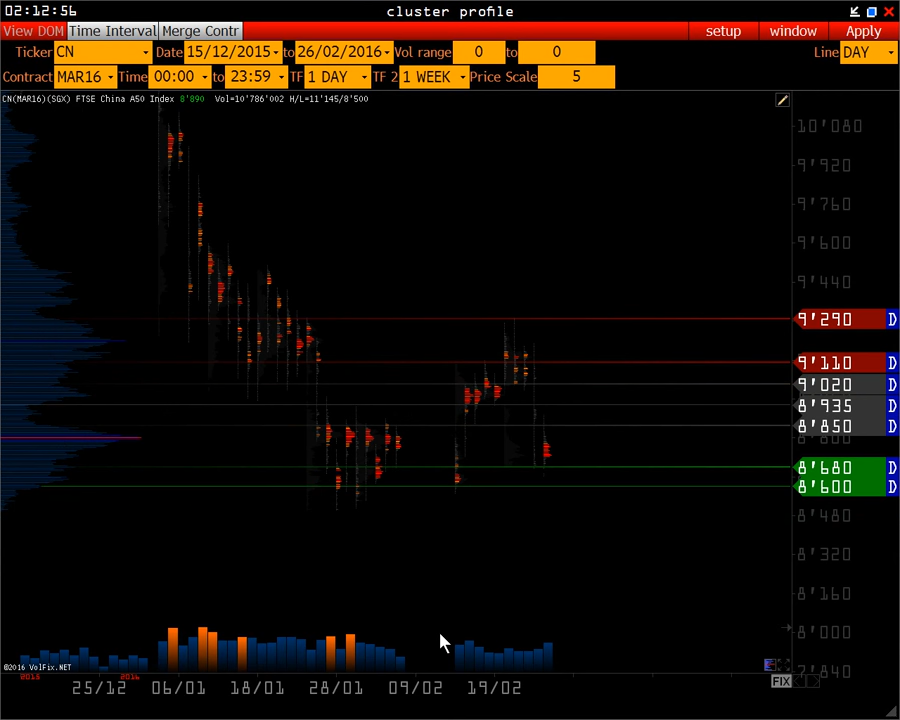 02:12:56 cluster profile
View DOM Time Interval Merge Contr setup window Apply
Ticker CN Date 15/12/2015 to 26/02/2016 Vol range 0 to 0 Line DAY
Contract MAR16 Time 00:00 to 23:59 TF 1 DAY TF 2 1 WEEK Price Scale 5
CN(MAR16)(SGX) FTSE China A50 Index 8'890 Vol=10'786'002 H/L=11'145/8'500
10'080
9'920
9'760
9'600
9'440
9'290 D
9'110 D
9'020 D
8'935 D
8'850 D
8'680 D
8'600 D
8'480
8'320
8'160
8'000
7'840
©2016 VolFix.NET
FIX
2015 2016
25/12 06/01 18/01 28/01 09/02 19/02